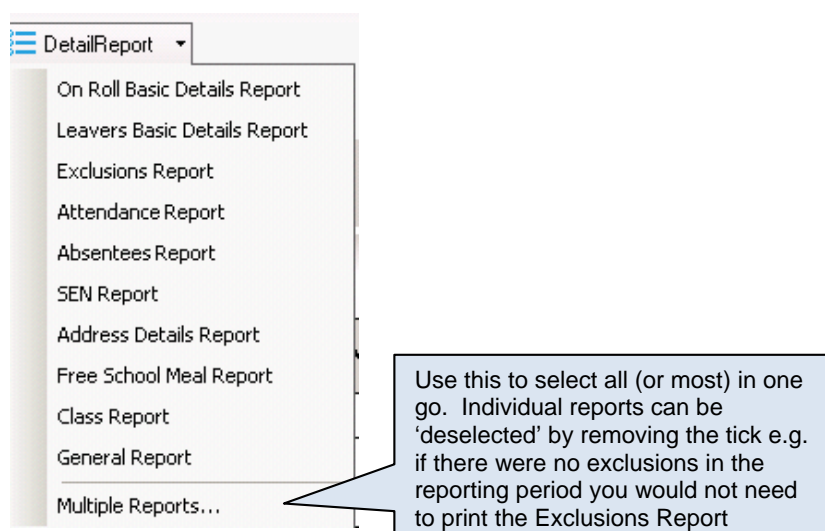 DetailReport
On Roll Basic Details Report
Leavers Basic Details Report
Exclusions Report
Attendance Report
Absentees Report
SEN Report
Address Details Report
Free School Meal Report
Class Report
General Report
Multiple Reports...
Use this to select all (or most) in one
go.  Individual reports can be
‘deselected’ by removing the tick e.g.
if there were no exclusions in the
reporting period you would not need
to print the Exclusions Report